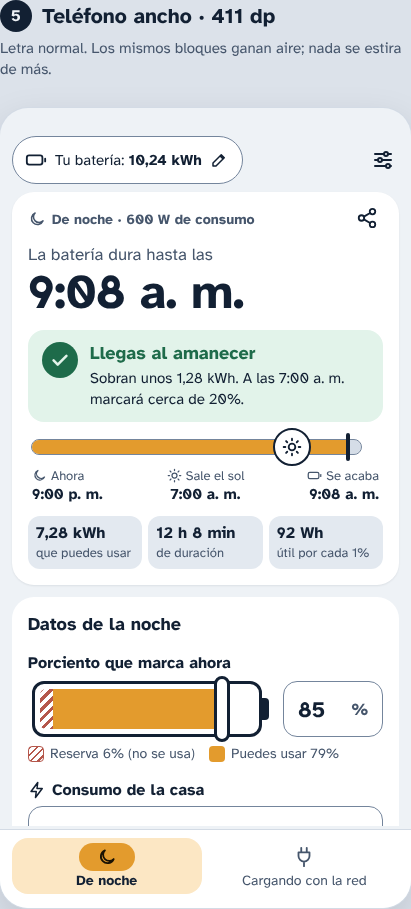 5 Teléfono ancho · 411 dp
Letra normal. Los mismos bloques ganan aire; nada se estira
de más.
Tu batería: 10,24 kWh
De noche · 600 W de consumo
La batería dura hasta las
9:08 a. m.
Llegas al amanecer
Sobran unos 1,28 kWh. A las 7:00 a. m.
marcará cerca de 20%.
Ahora
Sale el sol
Se acaba
9:00 p. m.
7:00 a. m.
9:08 a. m.
7,28 kWh
que puedes usar
12 h 8 min
de duración
92 Wh
útil por cada 1%
Datos de la noche
Porciento que marca ahora
85 %
Reserva 6% (no se usa)
Puedes usar 79%
Consumo de la casa
De noche
Cargando con la red